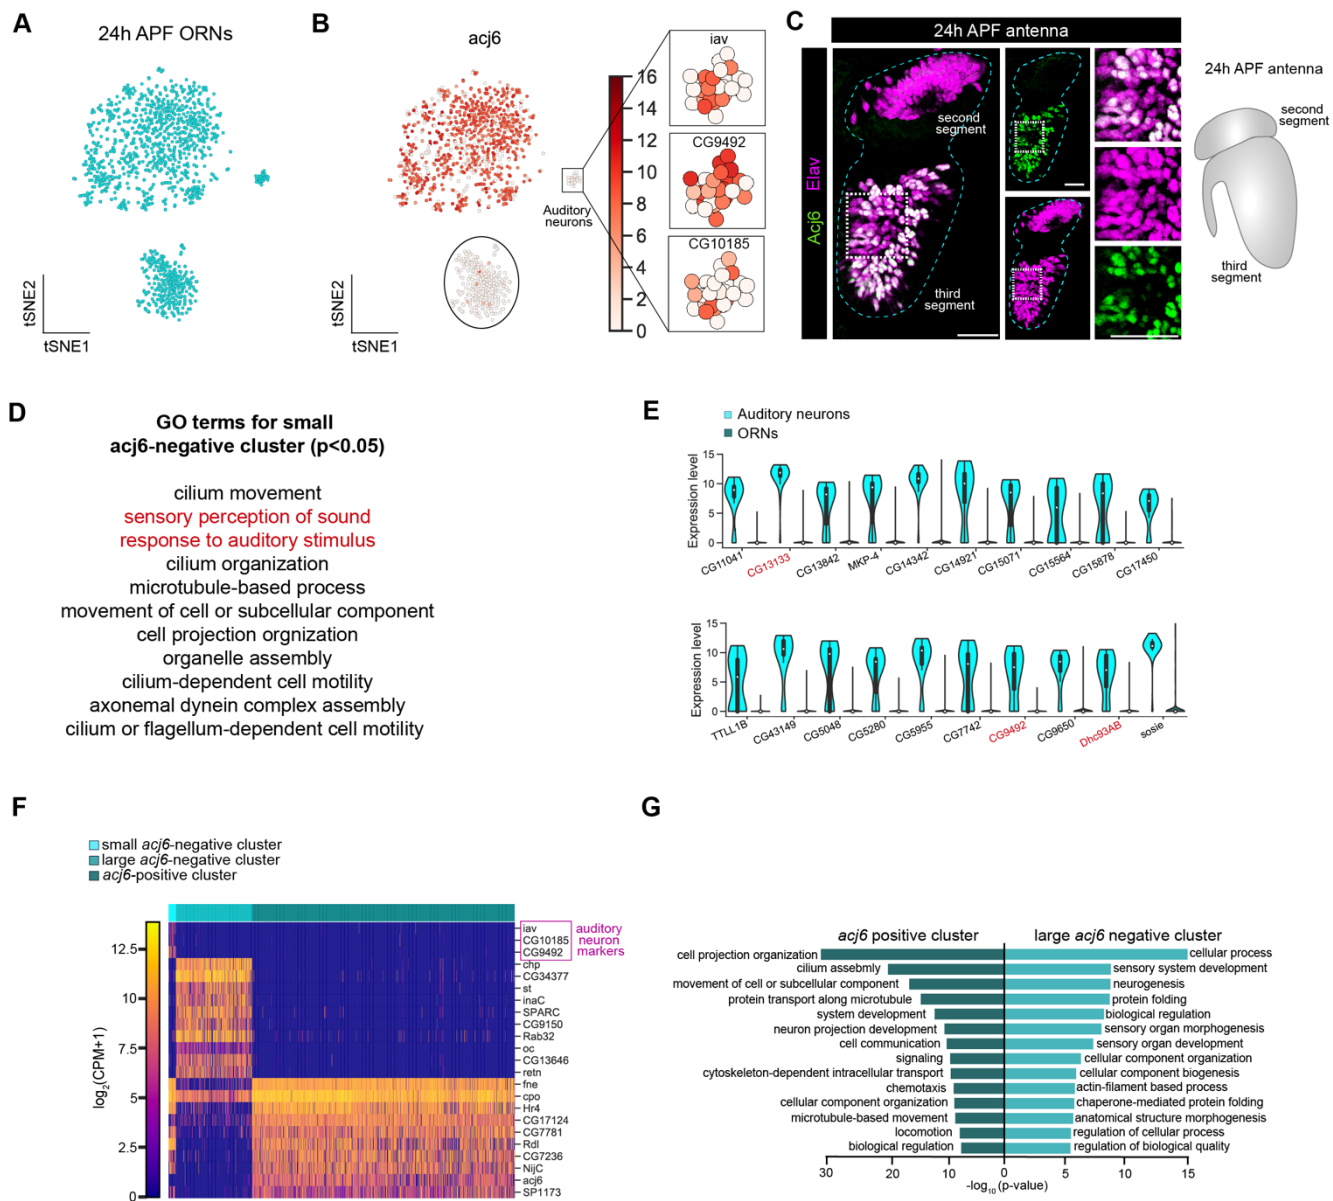 A
24h APF ORNs
tSNE2
tSNE1
B
acj6
Auditory
neurons
tSNE2
tSNE1
16
14
12
10
8
6
4
2
0
iav
CG9492
CG10185
C
24h APF antenna
Acj6 Elav
second
segment
third
segment
24h APF antenna
second
segment
third
segment
D
GO terms for small
acj6-negative cluster (p<0.05)
cilium movement
sensory perception of sound
response to auditory stimulus
cilium organization
microtubule-based process
movement of cell or subcellular component
cell projection orgnization
organelle assembly
cilium-dependent cell motility
axonemal dynein complex assembly
cilium or flagellum-dependent cell motility
E
Auditory neurons
ORNs
Expression level
15
10
5
0
CG11041
CG13133
CG13842
MKP-4
CG14342
CG14921
CG15071
CG15564
CG15878
CG17450
Expression level
15
10
5
0
TTLL1B
CG43149
CG5048
CG5280
CG5955
CG7742
CG9492
CG9650
Dhc93AB
sosie
F
small acj6-negative cluster
large acj6-negative cluster
acj6-positive cluster
log2(CPM+1)
12.5
10
7.5
5
2.5
0
iav
CG10185
CG9492
auditory
neuron
markers
chp
CG34377
st
inaC
SPARC
CG9150
Rab32
oc
CG13646
retn
fne
cpo
Hr4
CG17124
CG7781
Rdl
CG7236
NijC
acj6
SP1173
G
acj6 positive cluster
large acj6 negative cluster
cell projection organization
cilium assebmly
movement of cell or subcellular component
protein transport along microtubule
system development
neuron projection development
cell communication
signaling
cytoskeleton-dependent intracellular transport
chemotaxis
cellular component organization
microtubule-based movement
locomotion
biological regulation
cellular process
sensory system development
neurogenesis
protein folding
biological regulation
sensory organ morphogenesis
sensory organ development
cellular component organization
cellular component biogenesis
actin-filament based process
chaperone-mediated protein folding
anatomical structure morphogenesis
regulation of cellular process
regulation of biological quality
30 20 10 0 5 10 15
-log10 (p-value)